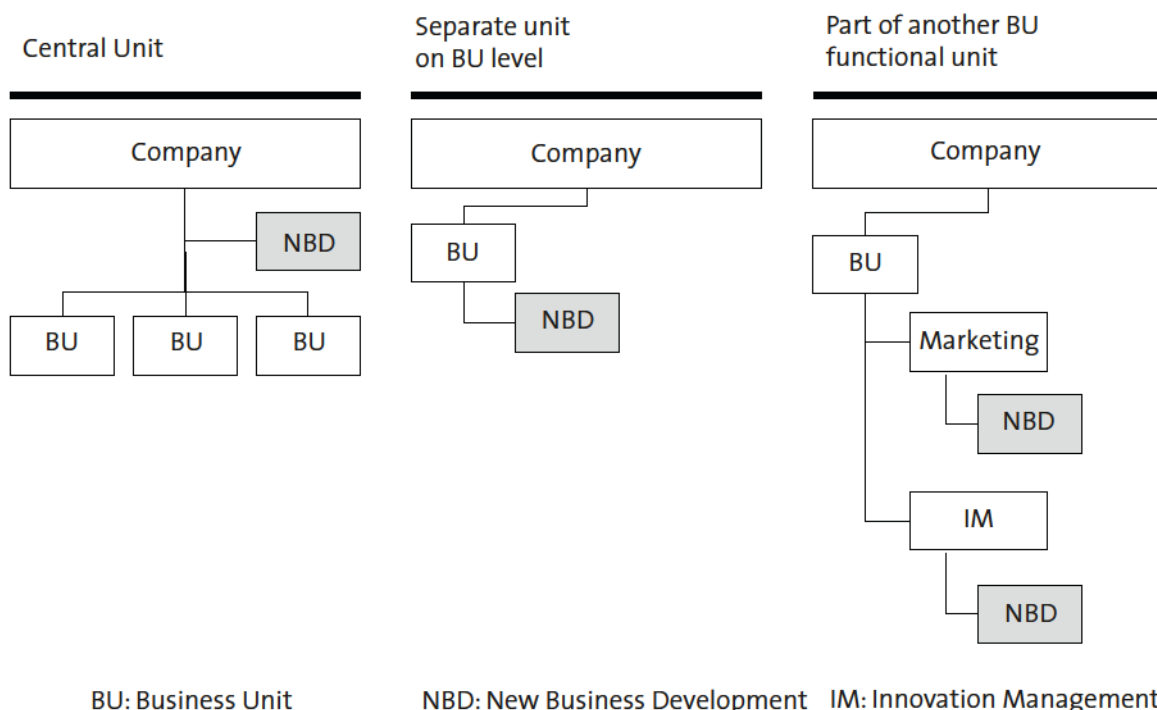 Central Unit
Separate unit
on BU level
Part of another BU
functional unit
Company
NBD
BU
BU
BU
Company
BU
NBD
Company
BU
Marketing
NBD
IM
NBD
BU: Business Unit
NBD: New Business Development
IM: Innovation Management